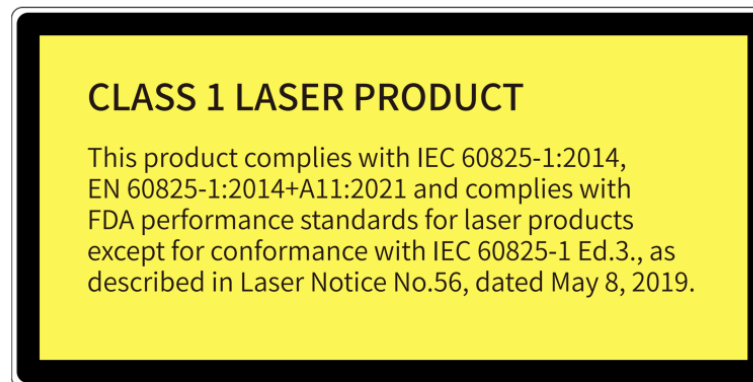 CLASS 1 LASER PRODUCT
This product complies with IEC 60825-1:2014,
EN 60825-1:2014+A11:2021 and complies with
FDA performance standards for laser products
except for conformance with IEC 60825-1 Ed.3., as
described in Laser Notice No.56, dated May 8, 2019.